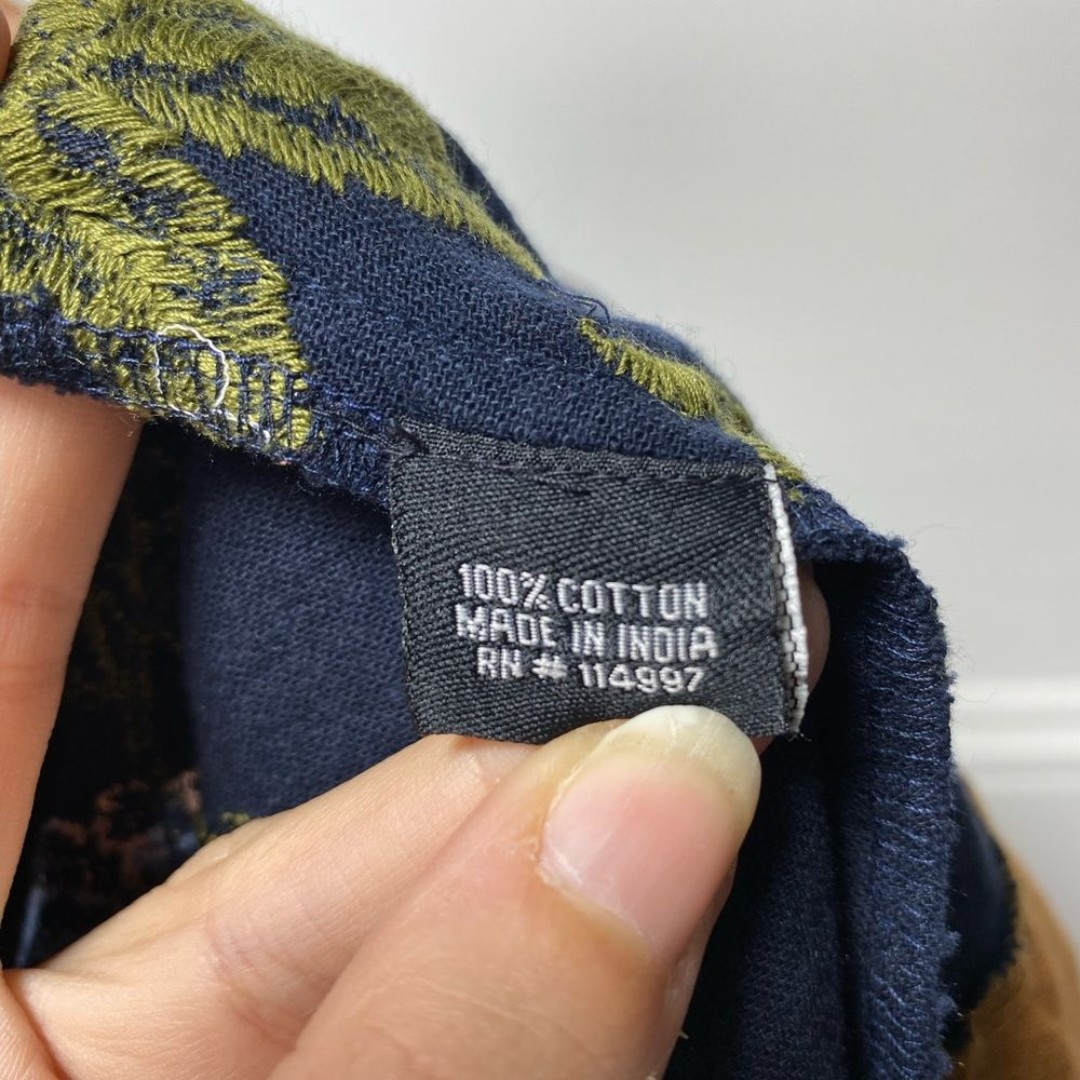 100% COTTON
MADE IN INDIA
RN # 114997